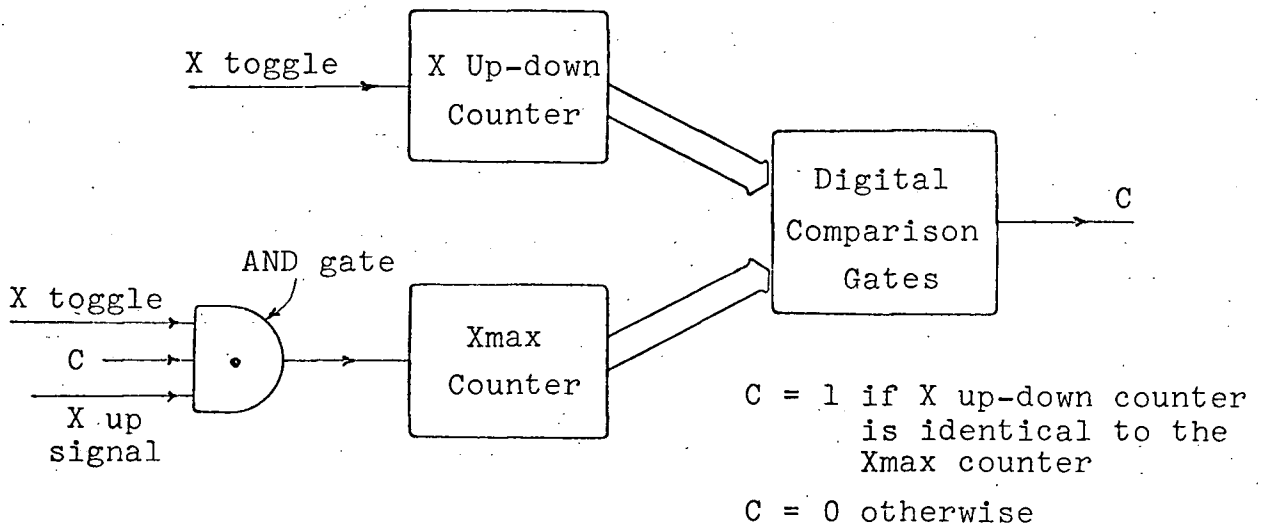 X toggle
X Up-down
Counter
Digital
Comparison
Gates
C
AND gate
X toggle
C
X up
signal
Xmax
Counter
C = 1 if X up-down counter
is identical to the
Xmax counter
C = 0 otherwise